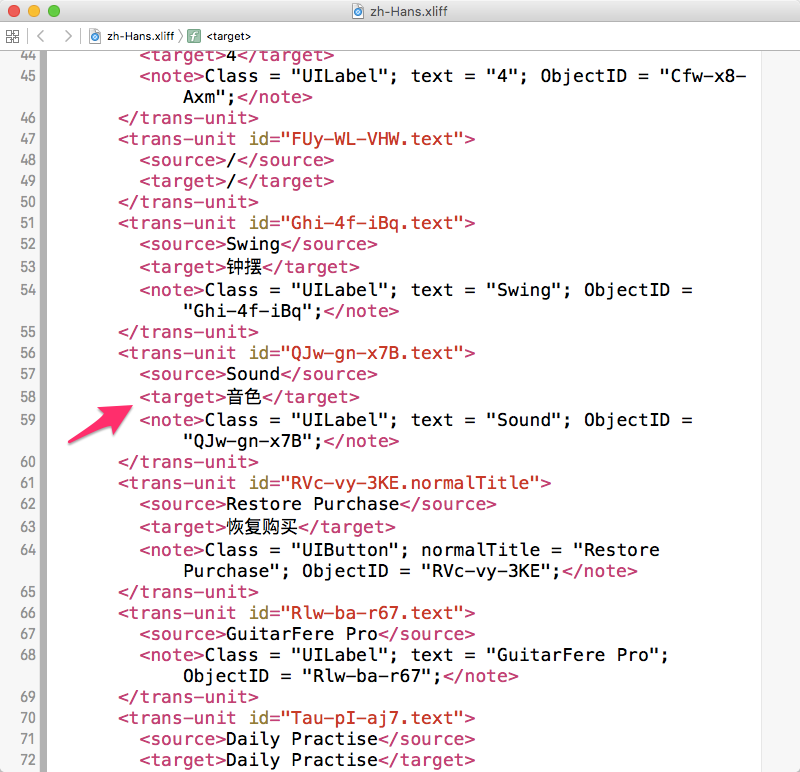 zh-Hans.xliff
zh-Hans.xliff f <target>
44 <target>4</target>
45 <note>Class = "UILabel"; text = "4"; ObjectID = "Cfw-x8-
Axm";</note>
46 </trans-unit>
47 <trans-unit id="FUy-WL-VHW.text">
48 <source>/</source>
49 <target>/</target>
50 </trans-unit>
51 <trans-unit id="Ghi-4f-iBq.text">
52 <source>Swing</source>
53 <target>钟摆</target>
54 <note>Class = "UILabel"; text = "Swing"; ObjectID =
"Ghi-4f-iBq";</note>
55 </trans-unit>
56 <trans-unit id="QJw-gn-x7B.text">
57 <source>Sound</source>
58 <target>音色</target>
59 <note>Class = "UILabel"; text = "Sound"; ObjectID =
"QJw-gn-x7B";</note>
60 </trans-unit>
61 <trans-unit id="RVc-vy-3KE.normalTitle">
62 <source>Restore Purchase</source>
63 <target>恢复购买</target>
64 <note>Class = "UIButton"; normalTitle = "Restore
Purchase"; ObjectID = "RVc-vy-3KE";</note>
65 </trans-unit>
66 <trans-unit id="Rlw-ba-r67.text">
67 <source>GuitarFere Pro</source>
68 <note>Class = "UILabel"; text = "GuitarFere Pro";
ObjectID = "Rlw-ba-r67";</note>
69 </trans-unit>
70 <trans-unit id="Tau-pI-aj7.text">
71 <source>Daily Practise</source>
72 <target>Daily Practise</target>